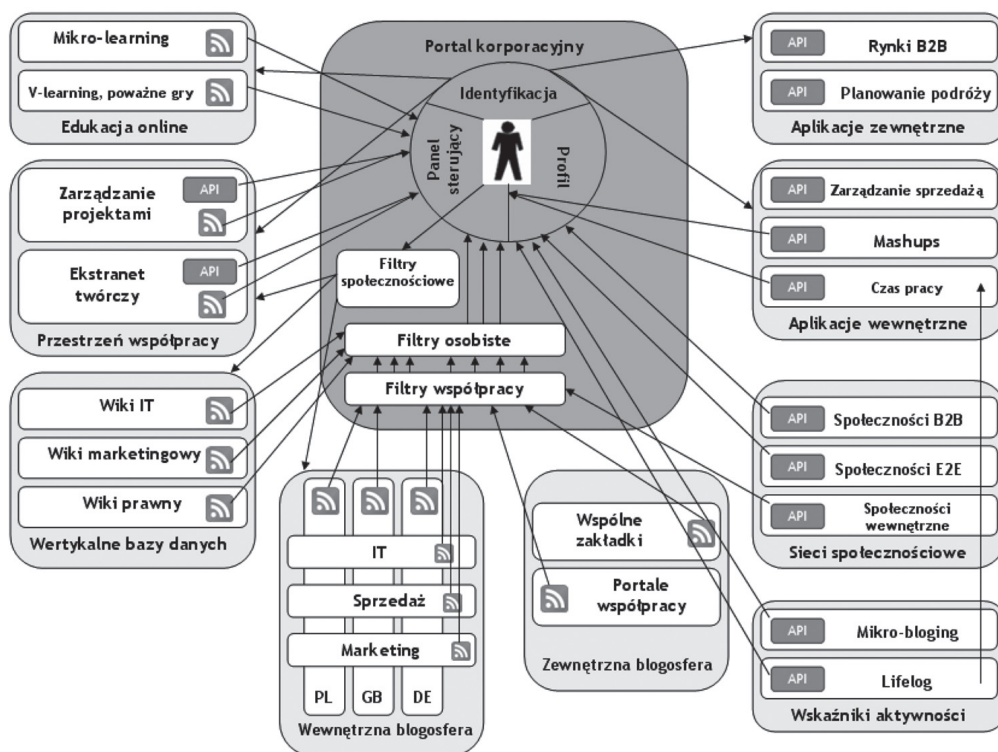 Mikro-learning
V-learning, poważne gry
Edukacja online
Zarządzanie
projektami
API
Ekstranet
twórczy
API
Przestrzeń współpracy
Wiki IT
Wiki marketingowy
Wiki prawny
Wertykalne bazy danych
Portal korporacyjny
Identyfikacja
Panel
sterujący
Profil
Filtry
społecznościowe
Filtry osobiste
Filtry współpracy
IT
Sprzedaż
Marketing
PL
GB
DE
Wewnętrzna blogosfera
Wspólne
zakładki
Portale
współpracy
Zewnętrzna blogosfera
API
Rynki B2B
API
Planowanie podróży
Aplikacje zewnętrzne
API
Zarządzanie sprzedażą
API
Mashups
API
Czas pracy
Aplikacje wewnętrzne
API
Społeczności B2B
API
Społeczności E2E
API
Społeczności
wewnętrzne
Sieci społecznościowe
API
Mikro-bloging
API
Lifelog
Wskaźniki aktywności